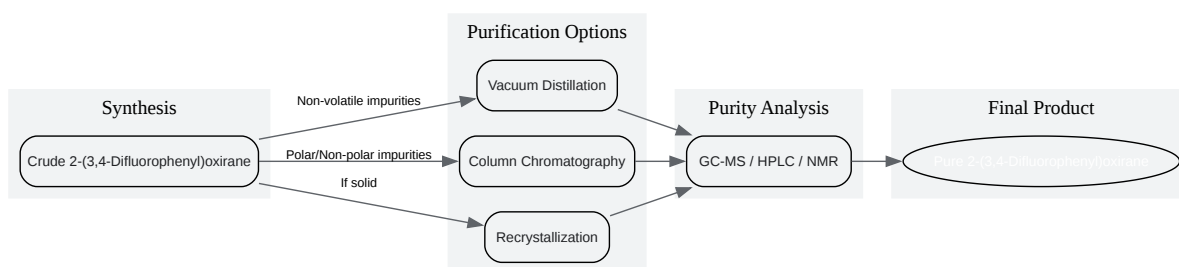 Purification Options
Synthesis
Purity Analysis
Final Product
Vacuum Distillation
Non-volatile impurities
Crude 2-(3,4-Difluorophenyl)oxirane
Polar/Non-polar impurities
Column Chromatography
GC-MS / HPLC / NMR
Pure 2-(3,4-Difluorophenyl)oxirane
If solid
Recrystallization